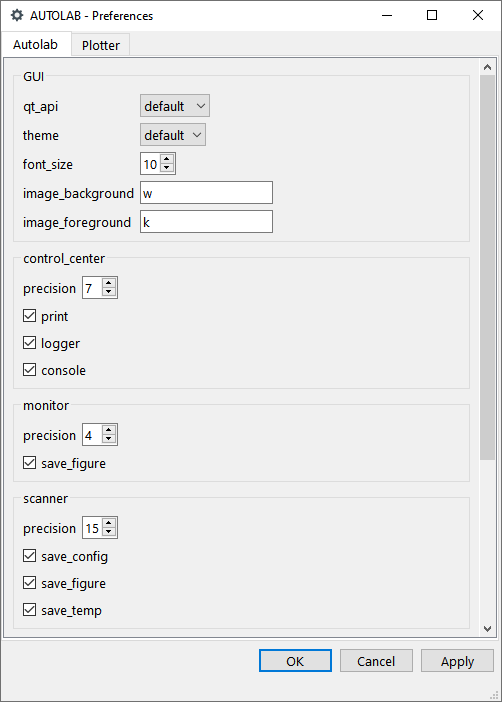 AUTOLAB - Preferences
Autolab Plotter
GUI
qt_api default
theme default
font_size 10
image_background w
image_foreground k
control_center
precision 7
print
logger
console
monitor
precision 4
save_figure
scanner
precision 15
save_config
save_figure
save_temp
OK Cancel Apply